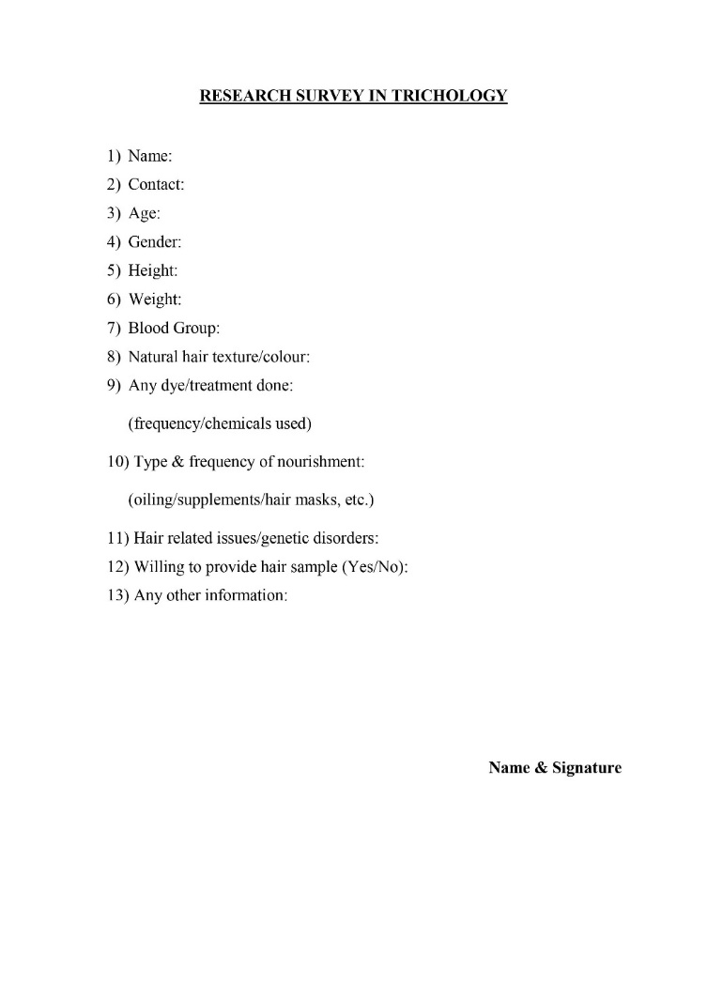 RESEARCH SURVEY IN TRICHOLOGY
1) Name:
2) Contact:
3) Age:
4) Gender:
5) Height:
6) Weight:
7) Blood Group:
8) Natural hair texture/colour:
9) Any dye/treatment done:
(frequency/chemicals used)
10) Type & frequency of nourishment:
(oiling/supplements/hair masks, etc.)
11) Hair related issues/genetic disorders:
12) Willing to provide hair sample (Yes/No):
13) Any other information:
Name & Signature